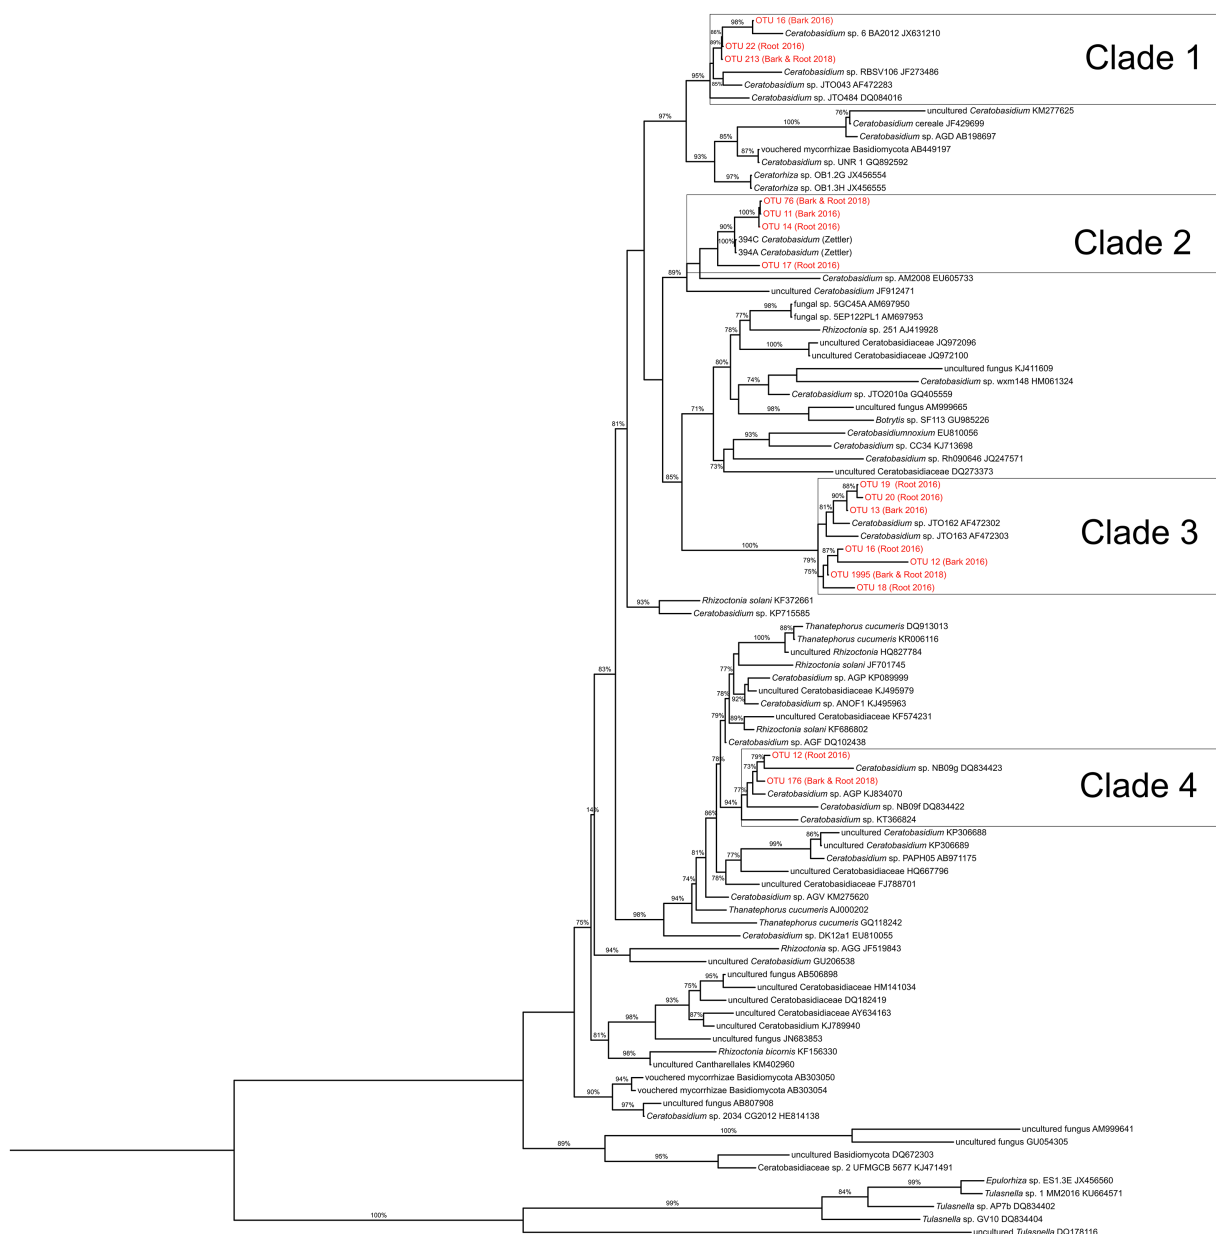 OTU 16 (Bark 2016)
98%
Ceratobasidium sp. 6 BA2012 JX631210
86%
89%
OTU 22 (Root 2016)
OTU 213 (Bark & Root 2018)
Clade 1
95%
Ceratobasidium sp. RBSV106 JF273486
85%
Ceratobasidium sp. JTO043 AF472283
Ceratobasidium sp. JTO484 DQ084016
97%
76%
uncultured Ceratobasidium KM277625
100%
Ceratobasidium cereale JF429699
85%
Ceratobasidium sp. AGD AB198697
87%
vouchered mycorrhizae Basidiomycota AB449197
93%
Ceratobasidium sp. UNR 1 GQ892592
97%
Ceratorhiza sp. OB1.2G JX456554
Ceratorhiza sp. OB1.3H JX456555
OTU 76 (Bark & Root 2018)
100%
OTU 11 (Bark 2016)
90%
OTU 14 (Root 2016)
100%
394C Ceratobasidum (Zettler)
Clade 2
394A Ceratobasidum (Zettler)
OTU 17 (Root 2016)
89%
Ceratobasidium sp. AM2008 EU605733
uncultured Ceratobasidium JF912471
98%
fungal sp. 5GC45A AM697950
77%
fungal sp. 5EP122PL1 AM697953
78%
Rhizoctonia sp. 251 AJ419928
100%
uncultured Ceratobasidiaceae JQ972096
uncultured Ceratobasidiaceae JQ972100
80%
uncultured fungus KJ411609
74%
Ceratobasidium sp. wxm148 HM061324
Ceratobasidium sp. JTO2010a GQ405559
71%
98%
uncultured fungus AM999665
Botrytis sp. SF113 GU985226
81%
93%
Ceratobasidiumnoxium EU810056
Ceratobasidium sp. CC34 KJ713698
Ceratobasidium sp. Rh090646 JQ247571
73%
uncultured Ceratobasidiaceae DQ273373
85%
88%
OTU 19 (Root 2016)
90%
OTU 20 (Root 2016)
81%
OTU 13 (Bark 2016)
Ceratobasidium sp. JTO162 AF472302
Clade 3
Ceratobasidium sp. JTO163 AF472303
100%
87%
OTU 16 (Root 2016)
79%
OTU 12 (Bark 2016)
75%
OTU 1995 (Bark & Root 2018)
OTU 18 (Root 2016)
93%
Rhizoctonia solani KF372661
Ceratobasidium sp. KP715585
88%
Thanatephorus cucumeris DQ913013
100%
Thanatephorus cucumeris KR006116
uncultured Rhizoctonia HQ827784
77%
Rhizoctonia solani JF701745
83%
Ceratobasidium sp. AGP KP089999
78%
uncultured Ceratobasidiaceae KJ495979
92%
Ceratobasidium sp. ANOF1 KJ495963
79%
89%
uncultured Ceratobasidiaceae KF574231
Rhizoctonia solani KF686802
Ceratobasidium sp. AGF DQ102438
78%
79%
OTU 12 (Root 2016)
73%
Ceratobasidium sp. NB09g DQ834423
OTU 176 (Bark & Root 2018)
Clade 4
77%
Ceratobasidium sp. AGP KJ834070
94%
Ceratobasidium sp. NB09f DQ834422
14%
86%
Ceratobasidium sp. KT366824
86%
uncultured Ceratobasidium KP306688
99%
uncultured Ceratobasidium KP306689
81%
77%
Ceratobasidium sp. PAPH05 AB971175
uncultured Ceratobasidiaceae HQ667796
74%
78%
uncultured Ceratobasidiaceae FJ788701
94%
Ceratobasidium sp. AGV KM275620
Thanatephorus cucumeris AJ000202
98%
Thanatephorus cucumeris GQ118242
75%
Ceratobasidium sp. DK12a1 EU810055
94%
Rhizoctonia sp. AGG JF519843
uncultured Ceratobasidium GU206538
95%
uncultured fungus AB506898
75%
uncultured Ceratobasidiaceae HM141034
93%
uncultured Ceratobasidiaceae DQ182419
87%
uncultured Ceratobasidiaceae AY634163
98%
uncultured Ceratobasidium KJ789940
81%
uncultured fungus JN683853
98%
Rhizoctonia bicornis KF156330
uncultured Cantharellales KM402960
94%
vouchered mycorrhizae Basidiomycota AB303050
90%
vouchered mycorrhizae Basidiomycota AB303054
97%
uncultured fungus AB807908
Ceratobasidium sp. 2034 CG2012 HE814138
100%
uncultured fungus AM999641
89%
uncultured fungus GU054305
95%
uncultured Basidiomycota DQ672303
Ceratobasidiaceae sp. 2 UFMGCB 5677 KJ471491
99%
Epulorhiza sp. ES1.3E JX456560
84%
Tulasnella sp. 1 MM2016 KU664571
99%
Tulasnella sp. AP7b DQ834402
100%
Tulasnella sp. GV10 DQ834404
uncultured Tulasnella DQ178116